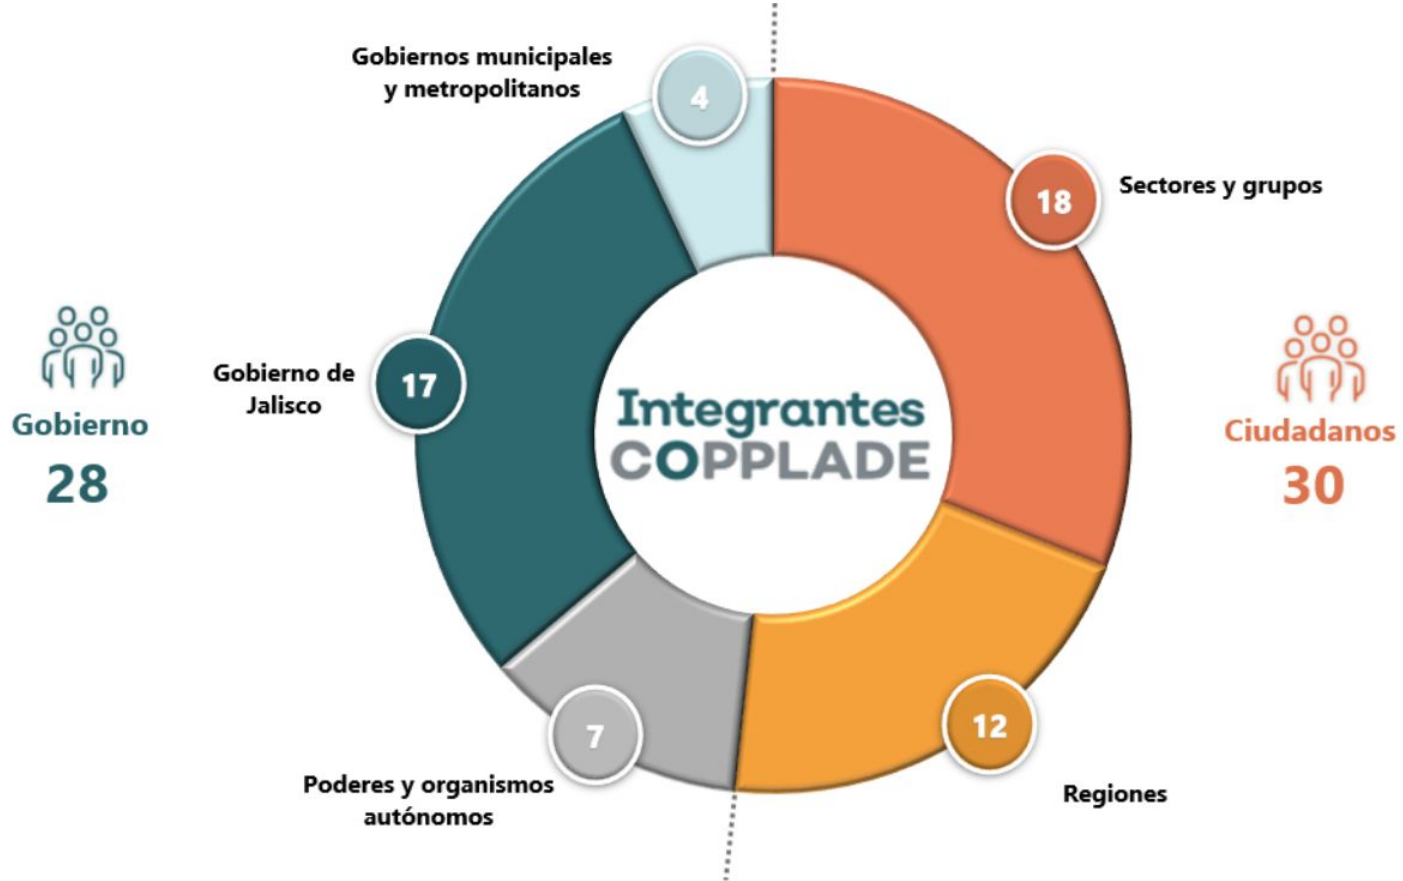 Gobiernos municipales
y metropolitanos
4
18
Sectores y grupos
Gobierno de
Jalisco
17
Gobierno
28
Integrantes
COPPLADE
Ciudadanos
30
7
Poderes y organismos
autónomos
12
Regiones